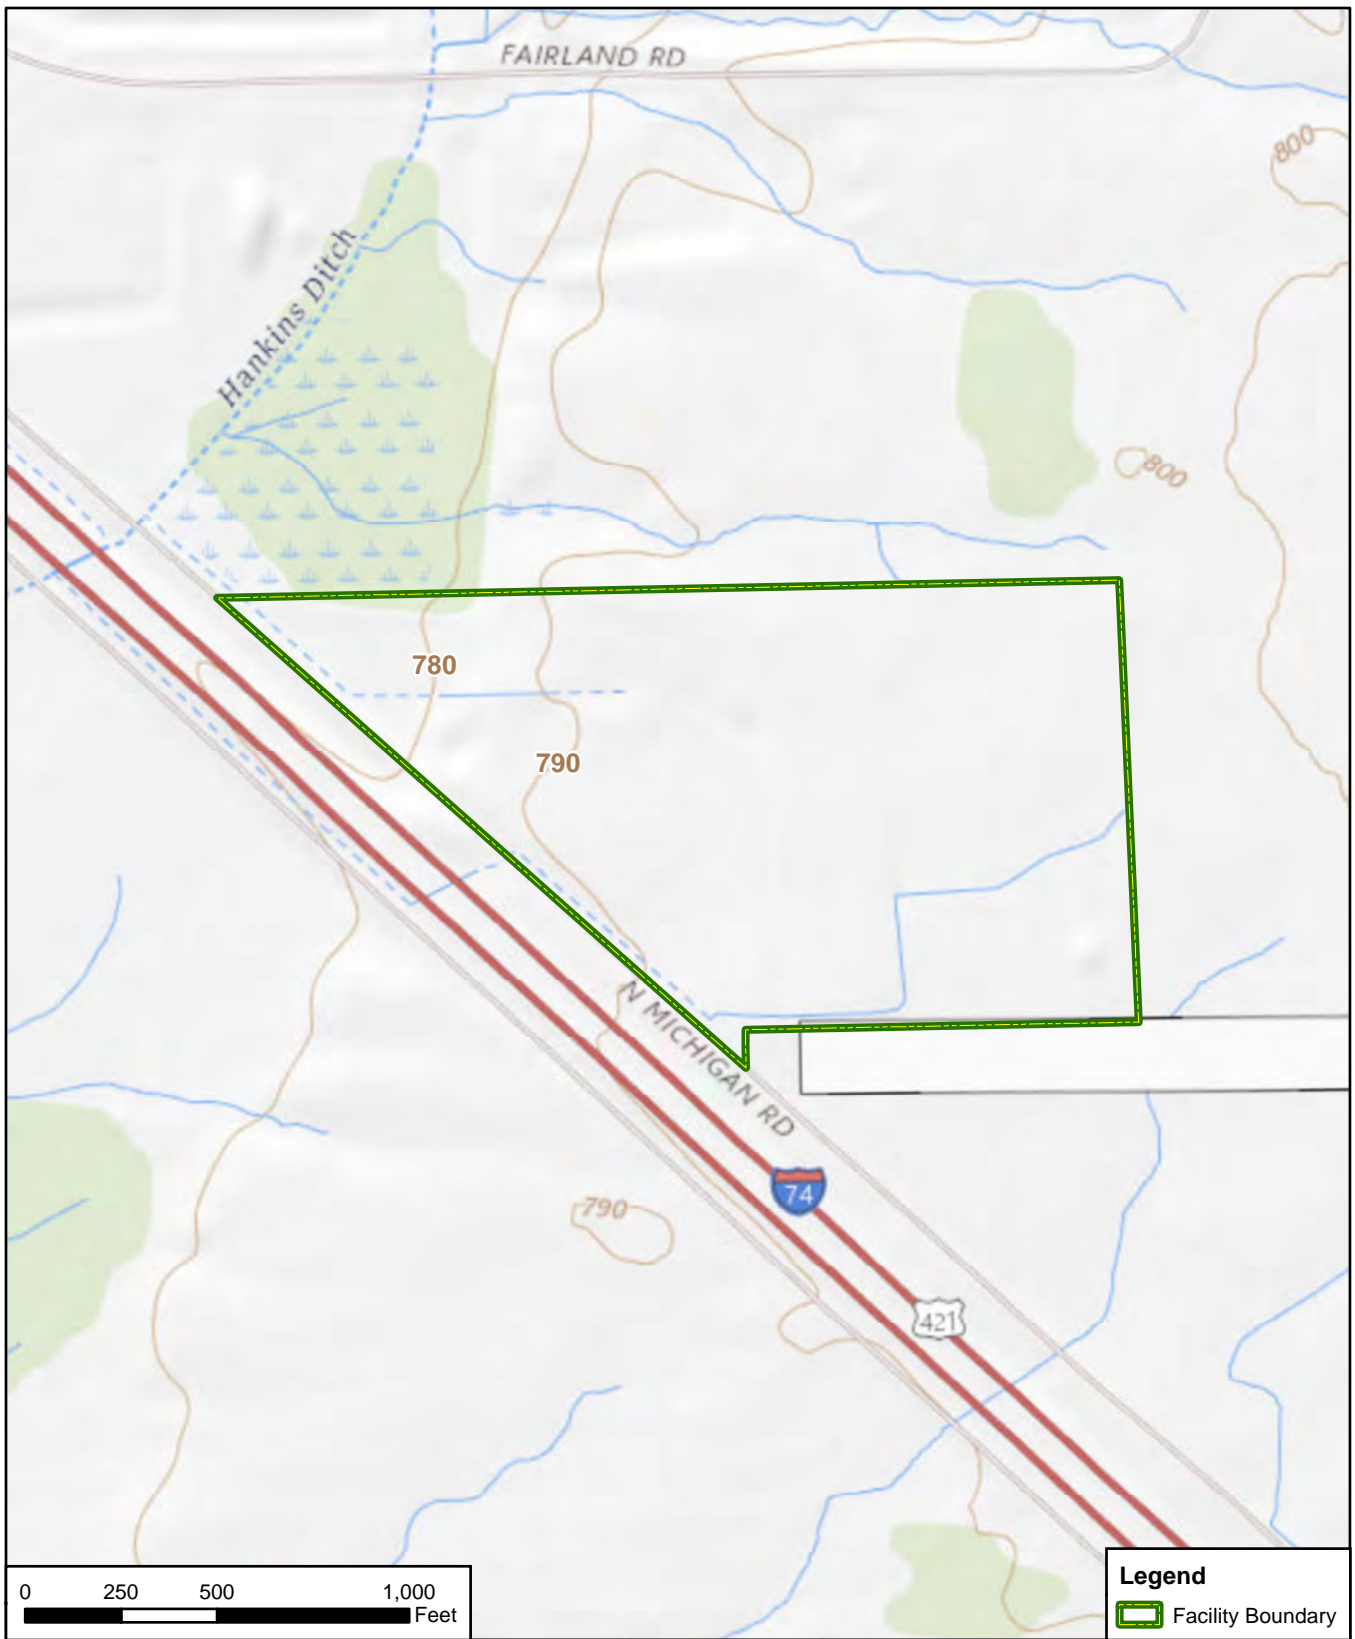 FAIRLAND RD
800
Hankins Ditch
800
780
790
N MICHIGAN RD
74
790
421
0 250 500 1,000
Feet
Legend
Facility Boundary